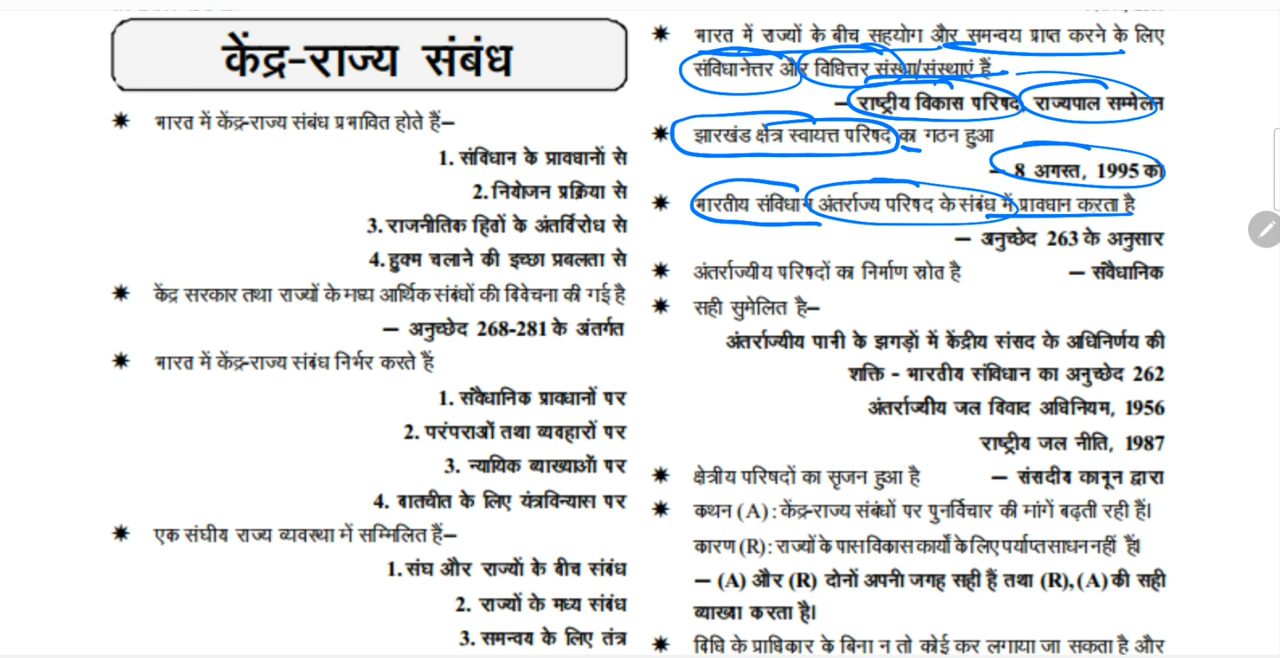 केंद्र-राज्य संबंध
* भारत में केंद्र-राज्य संबंध प्रभावित होते हैं–
1. संविधान के प्रावधानों से
2. नियोजन प्रक्रिया से
3. राजनीतिक हितों के अंतर्विरोध से
4. हुक्म चलाने की इच्छा प्रबलता से
* केंद्र सरकार तथा राज्यों के मध्य आर्थिक संबंधों की विवेचना की गई है
– अनुच्छेद 268-281 के अंतर्गत
* भारत में केंद्र-राज्य संबंध निर्भर करते हैं
1. संवैधानिक प्रावधानों पर
2. परंपराओं तथा व्यवहारों पर
3. न्यायिक व्याख्याओं पर
4. बातचीत के लिए यंत्रविन्यास पर
* एक संघीय राज्य व्यवस्था में सम्मिलित हैं–
1. संघ और राज्यों के बीच संबंध
2. राज्यों के मध्य संबंध
3. समन्वय के लिए तंत्र
* भारत में राज्यों के बीच सहयोग और समन्वय प्राप्त करने के लिए
संविधानेत्तर और विधित्तर संस्था/संस्थाएं हैं
– राष्ट्रीय विकास परिषद, राज्यपाल सम्मेलन
* झारखंड क्षेत्र स्वायत्त परिषद का गठन हुआ
– 8 अगस्त, 1995 को
* भारतीय संविधान अंतर्राज्य परिषद के संबंध में प्रावधान करता है
– अनुच्छेद 263 के अनुसार
* अंतर्राज्यीय परिषदों का निर्माण स्रोत है – संवैधानिक
* सही सुमेलित है–
अंतर्राज्यीय पानी के झगड़ों में केंद्रीय संसद के अधिनिर्णय की
शक्ति - भारतीय संविधान का अनुच्छेद 262
अंतर्राज्यीय जल विवाद अधिनियम, 1956
राष्ट्रीय जल नीति, 1987
* क्षेत्रीय परिषदों का सृजन हुआ है – संसदीय कानून द्वारा
* कथन (A) : केंद्र-राज्य संबंधों पर पुनर्विचार की मांगें बढ़ती रही हैं।
कारण (R) : राज्यों के पास विकास कार्यों के लिए पर्याप्त साधन नहीं हैं।
– (A) और (R) दोनों अपनी जगह सही हैं तथा (R), (A) की सही
व्याख्या करता है।
* विधि के प्राधिकार के बिना न तो कोई कर लगाया जा सकता है और